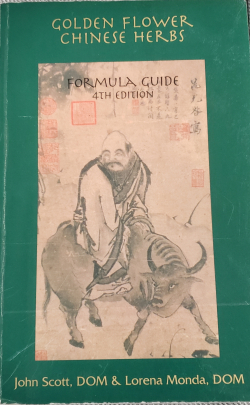 GOLDEN FLOWER
CHINESE HERBS
FORMULA GUIDE
4TH EDITION
John Scott, DOM & Lorena Monda, DOM